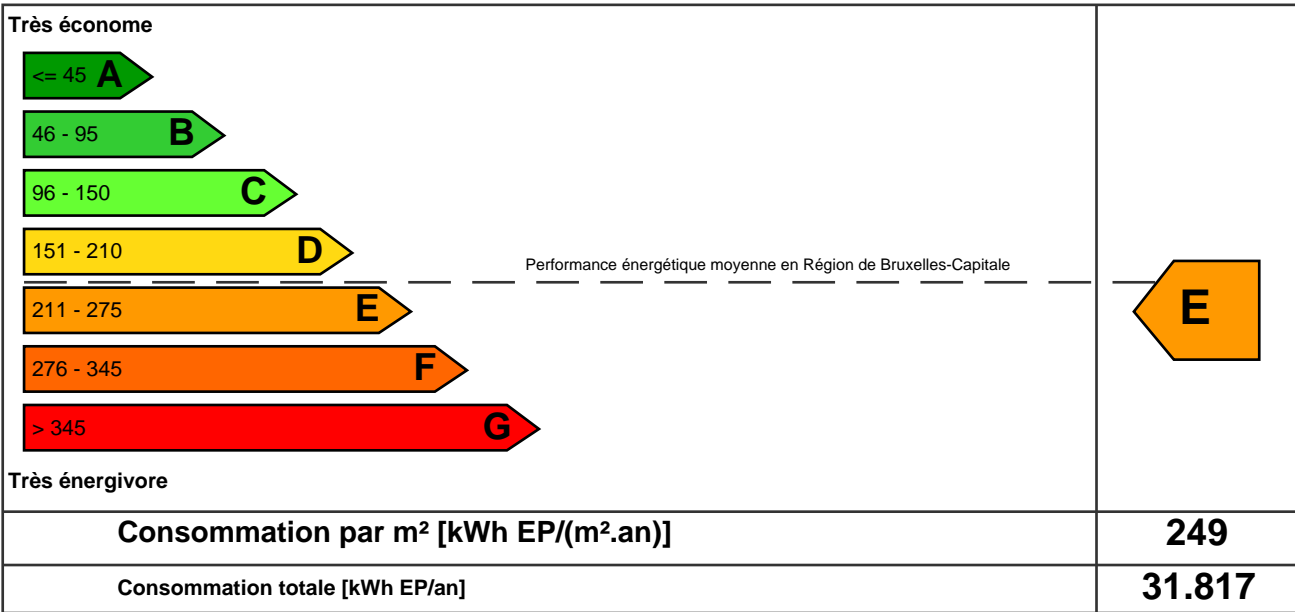 Très économe
<= 45 A
46 - 95 B
96 - 150 C
151 - 210 D
Performance énergétique moyenne en Région de Bruxelles-Capitale
211 - 275 E
E
276 - 345 F
> 345 G
Très énergivore
Consommation par m² [kWh EP/(m².an)] 249
Consommation totale [kWh EP/an] 31.817